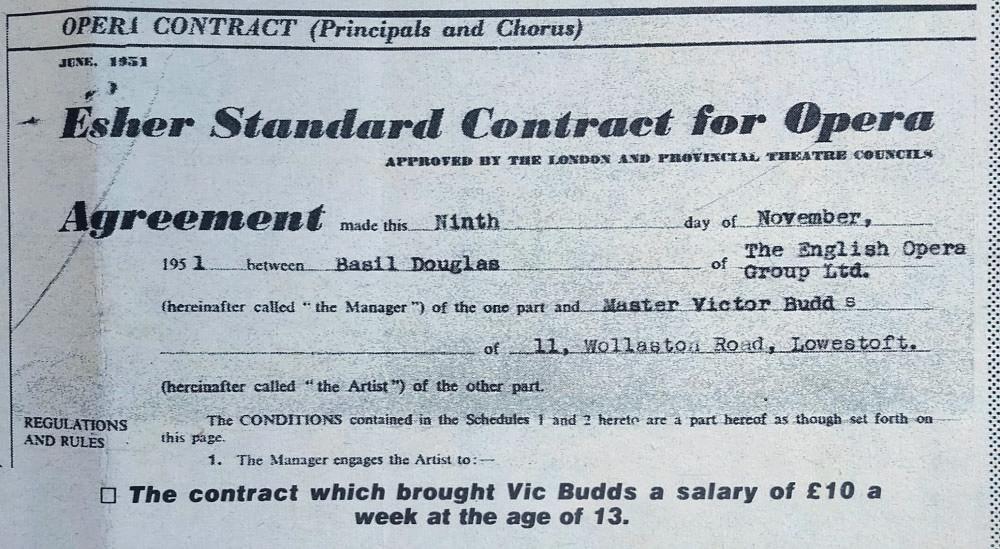 OPERA CONTRACT (Principals and Chorus)
JUNE, 1951
Esher Standard Contract for Opera
APPROVED BY THE LONDON AND PROVINCIAL THEATRE COUNCILS
Agreement made this Ninth day of November,
1951 between Basil Douglas of The English Opera Group Ltd.
(hereinafter called "the Manager") of the one part and Master Victor Budd s
of 11, Wollaston Road, Lowestoft.
(hereinafter called "the Artist") of the other part.
REGULATIONS AND RULES
The CONDITIONS contained in the Schedules 1 and 2 hereto are a part hereof as though set forth on
this page.
1. The Manager engages the Artist to:—
□ The contract which brought Vic Budds a salary of £10 a
week at the age of 13.